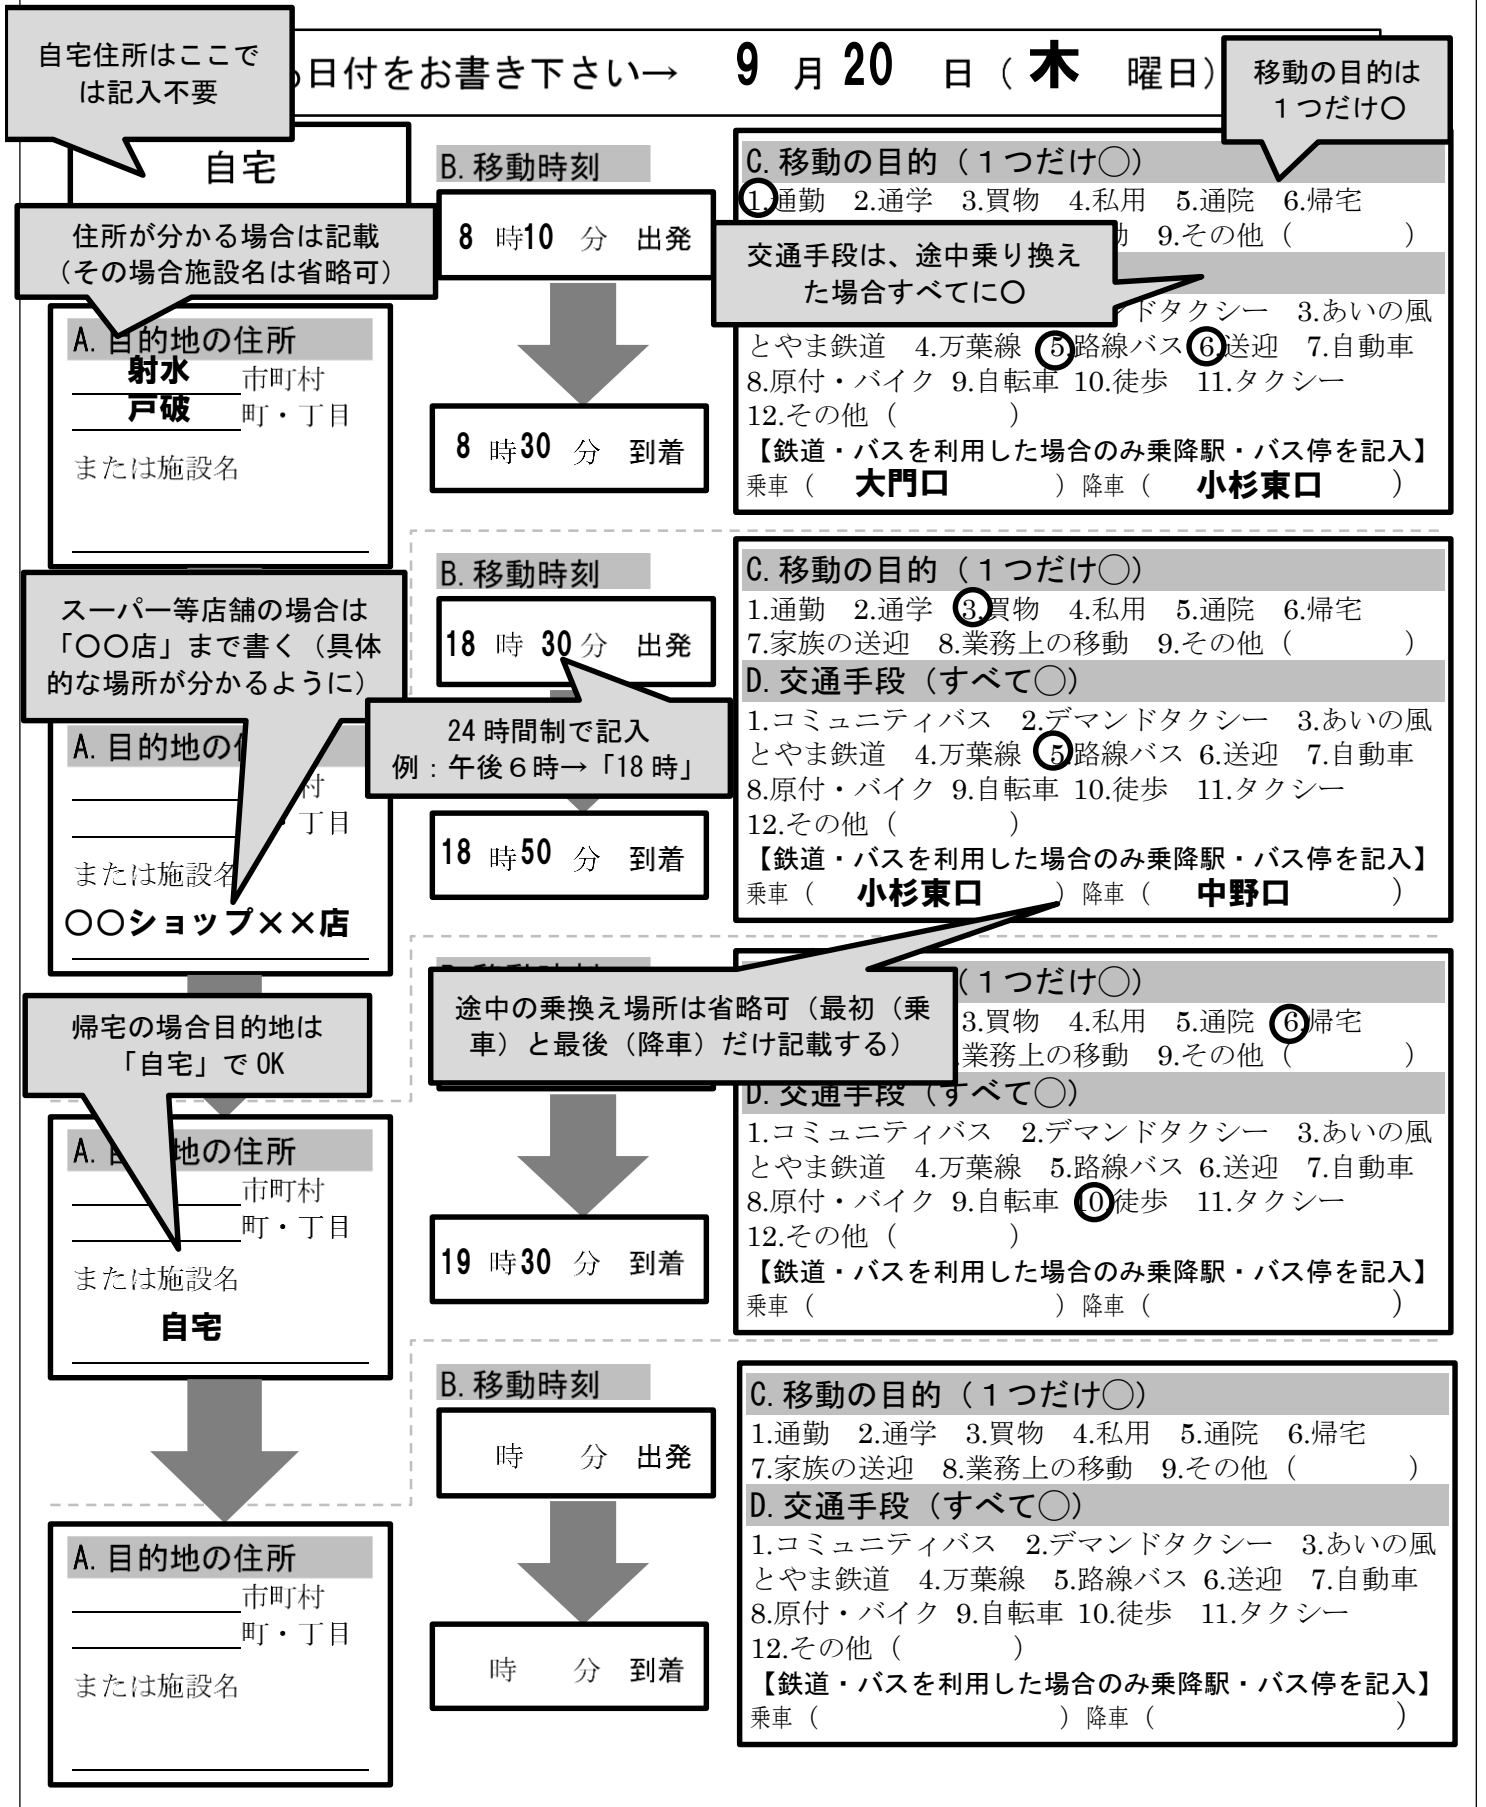 自宅住所はここで
は記入不要
日付をお書き下さい→ 9 月 20 日（ 木 曜日）
移動の目的は
１つだけ〇
自宅
住所が分かる場合は記載
（その場合施設名は省略可）
B.移動時刻
8 時10 分 出発
8 時30 分 到着
C.移動の目的（１つだけ◯）
1.通勤 2.通学 3.買物 4.私用 5.通院 6.帰宅
9.その他（ ）
交通手段は、途中乗り換え
た場合すべてに〇
ドタクシー 3.あいの風
とやま鉄道 4.万葉線 5.路線バス 6.送迎 7.自動車
8.原付・バイク 9.自転車 10.徒歩 11.タクシー
12.その他（ ）
【鉄道・バスを利用した場合のみ乗降駅・バス停を記入】
乗車（ 大門口 ）降車（ 小杉東口 ）
A.目的地の住所
射水 市町村
戸破 町・丁目
または施設名
スーパー等店舗の場合は
「〇〇店」まで書く（具体
的な場所が分かるように）
B.移動時刻
18 時 30 分 出発
24 時間制で記入
例：午後６時→「18 時」
18 時50 分 到着
C.移動の目的（１つだけ◯）
1.通勤 2.通学 3.買物 4.私用 5.通院 6.帰宅
7.家族の送迎 8.業務上の移動 9.その他（ ）
D.交通手段（すべて◯）
1.コミュニティバス 2.デマンドタクシー 3.あいの風
とやま鉄道 4.万葉線 5.路線バス 6.送迎 7.自動車
8.原付・バイク 9.自転車 10.徒歩 11.タクシー
12.その他（ ）
【鉄道・バスを利用した場合のみ乗降駅・バス停を記入】
乗車（ 小杉東口 ）降車（ 中野口 ）
A.目的地の
村
丁目
または施設名
〇〇ショップ××店
途中の乗換え場所は省略可（最初（乗
車）と最後（降車）だけ記載する）
帰宅の場合目的地は
「自宅」で OK
19 時30 分 到着
（１つだけ◯）
3.買物 4.私用 5.通院 6.帰宅
業務上の移動 9.その他（ ）
D.交通手段（すべて◯）
1.コミュニティバス 2.デマンドタクシー 3.あいの風
とやま鉄道 4.万葉線 5.路線バス 6.送迎 7.自動車
8.原付・バイク 9.自転車 10.徒歩 11.タクシー
12.その他（ ）
【鉄道・バスを利用した場合のみ乗降駅・バス停を記入】
乗車（ ）降車（ ）
A. 地の住所
市町村
町・丁目
または施設名
自宅
B.移動時刻
時 分 出発
時 分 到着
C.移動の目的（１つだけ◯）
1.通勤 2.通学 3.買物 4.私用 5.通院 6.帰宅
7.家族の送迎 8.業務上の移動 9.その他（ ）
D.交通手段（すべて◯）
1.コミュニティバス 2.デマンドタクシー 3.あいの風
とやま鉄道 4.万葉線 5.路線バス 6.送迎 7.自動車
8.原付・バイク 9.自転車 10.徒歩 11.タクシー
12.その他（ ）
【鉄道・バスを利用した場合のみ乗降駅・バス停を記入】
乗車（ ）降車（ ）
A.目的地の住所
市町村
町・丁目
または施設名